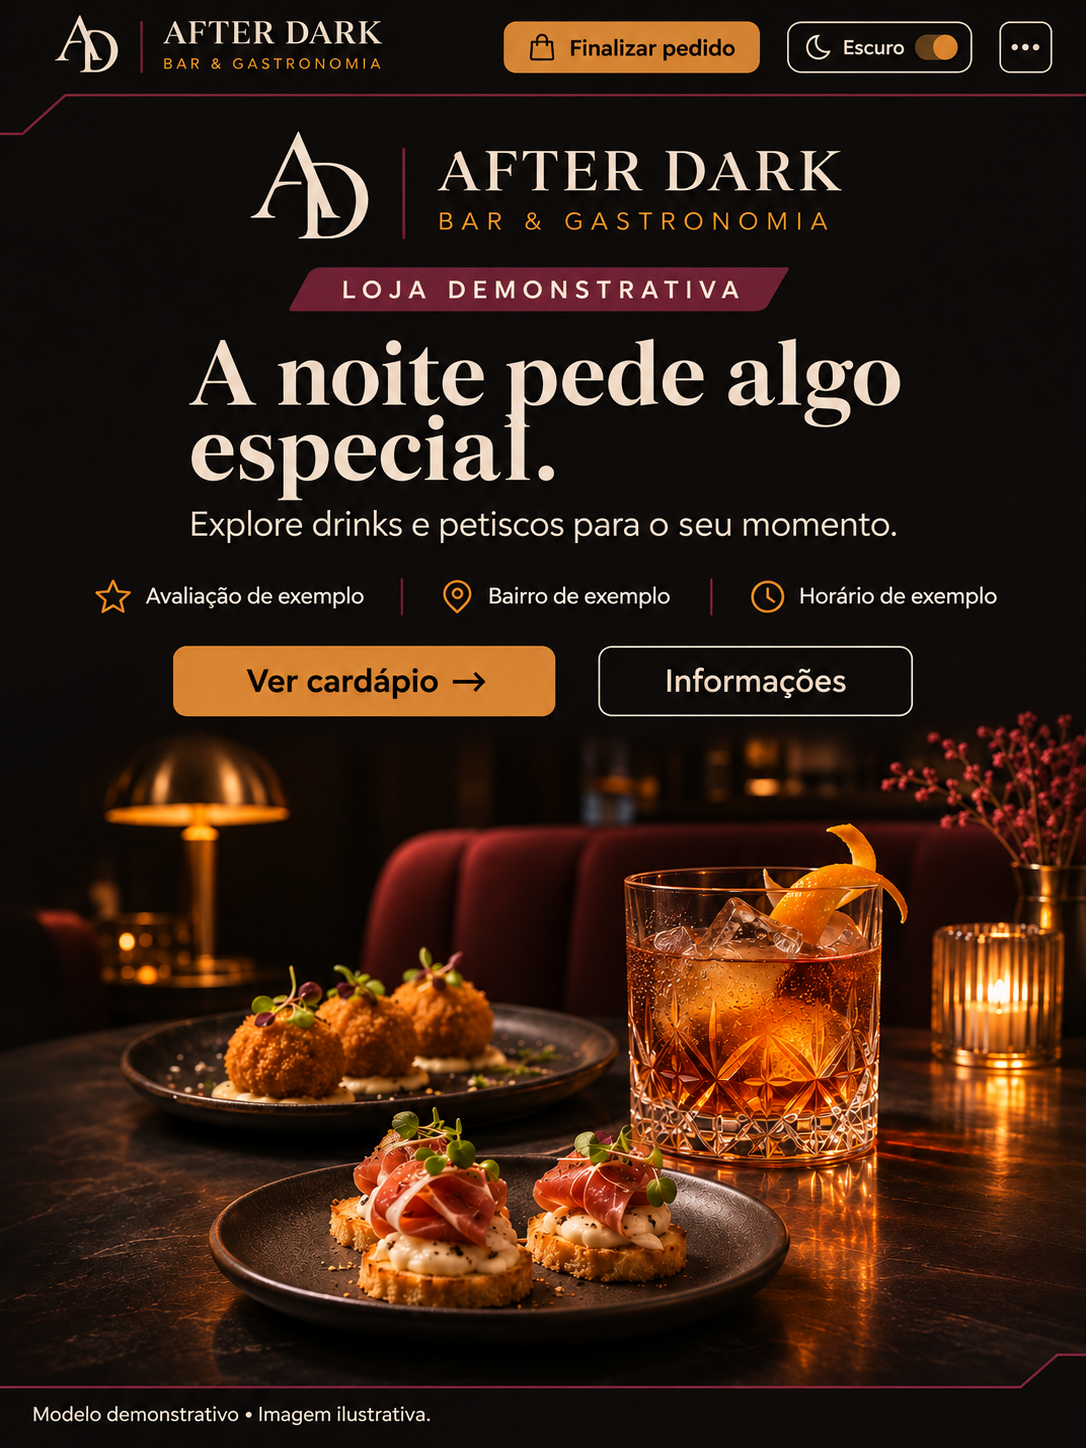 AD
AFTER DARK
BAR & GASTRONOMIA
Finalizar pedido
Escuro
AD
AFTER DARK
BAR & GASTRONOMIA
LOJA DEMONSTRATIVA
A noite pede algo
especial.
Explore drinks e petiscos para o seu momento.
Avaliação de exemplo
Bairro de exemplo
Horário de exemplo
Ver cardápio →
Informações
Modelo demonstrativo • Imagem ilustrativa.